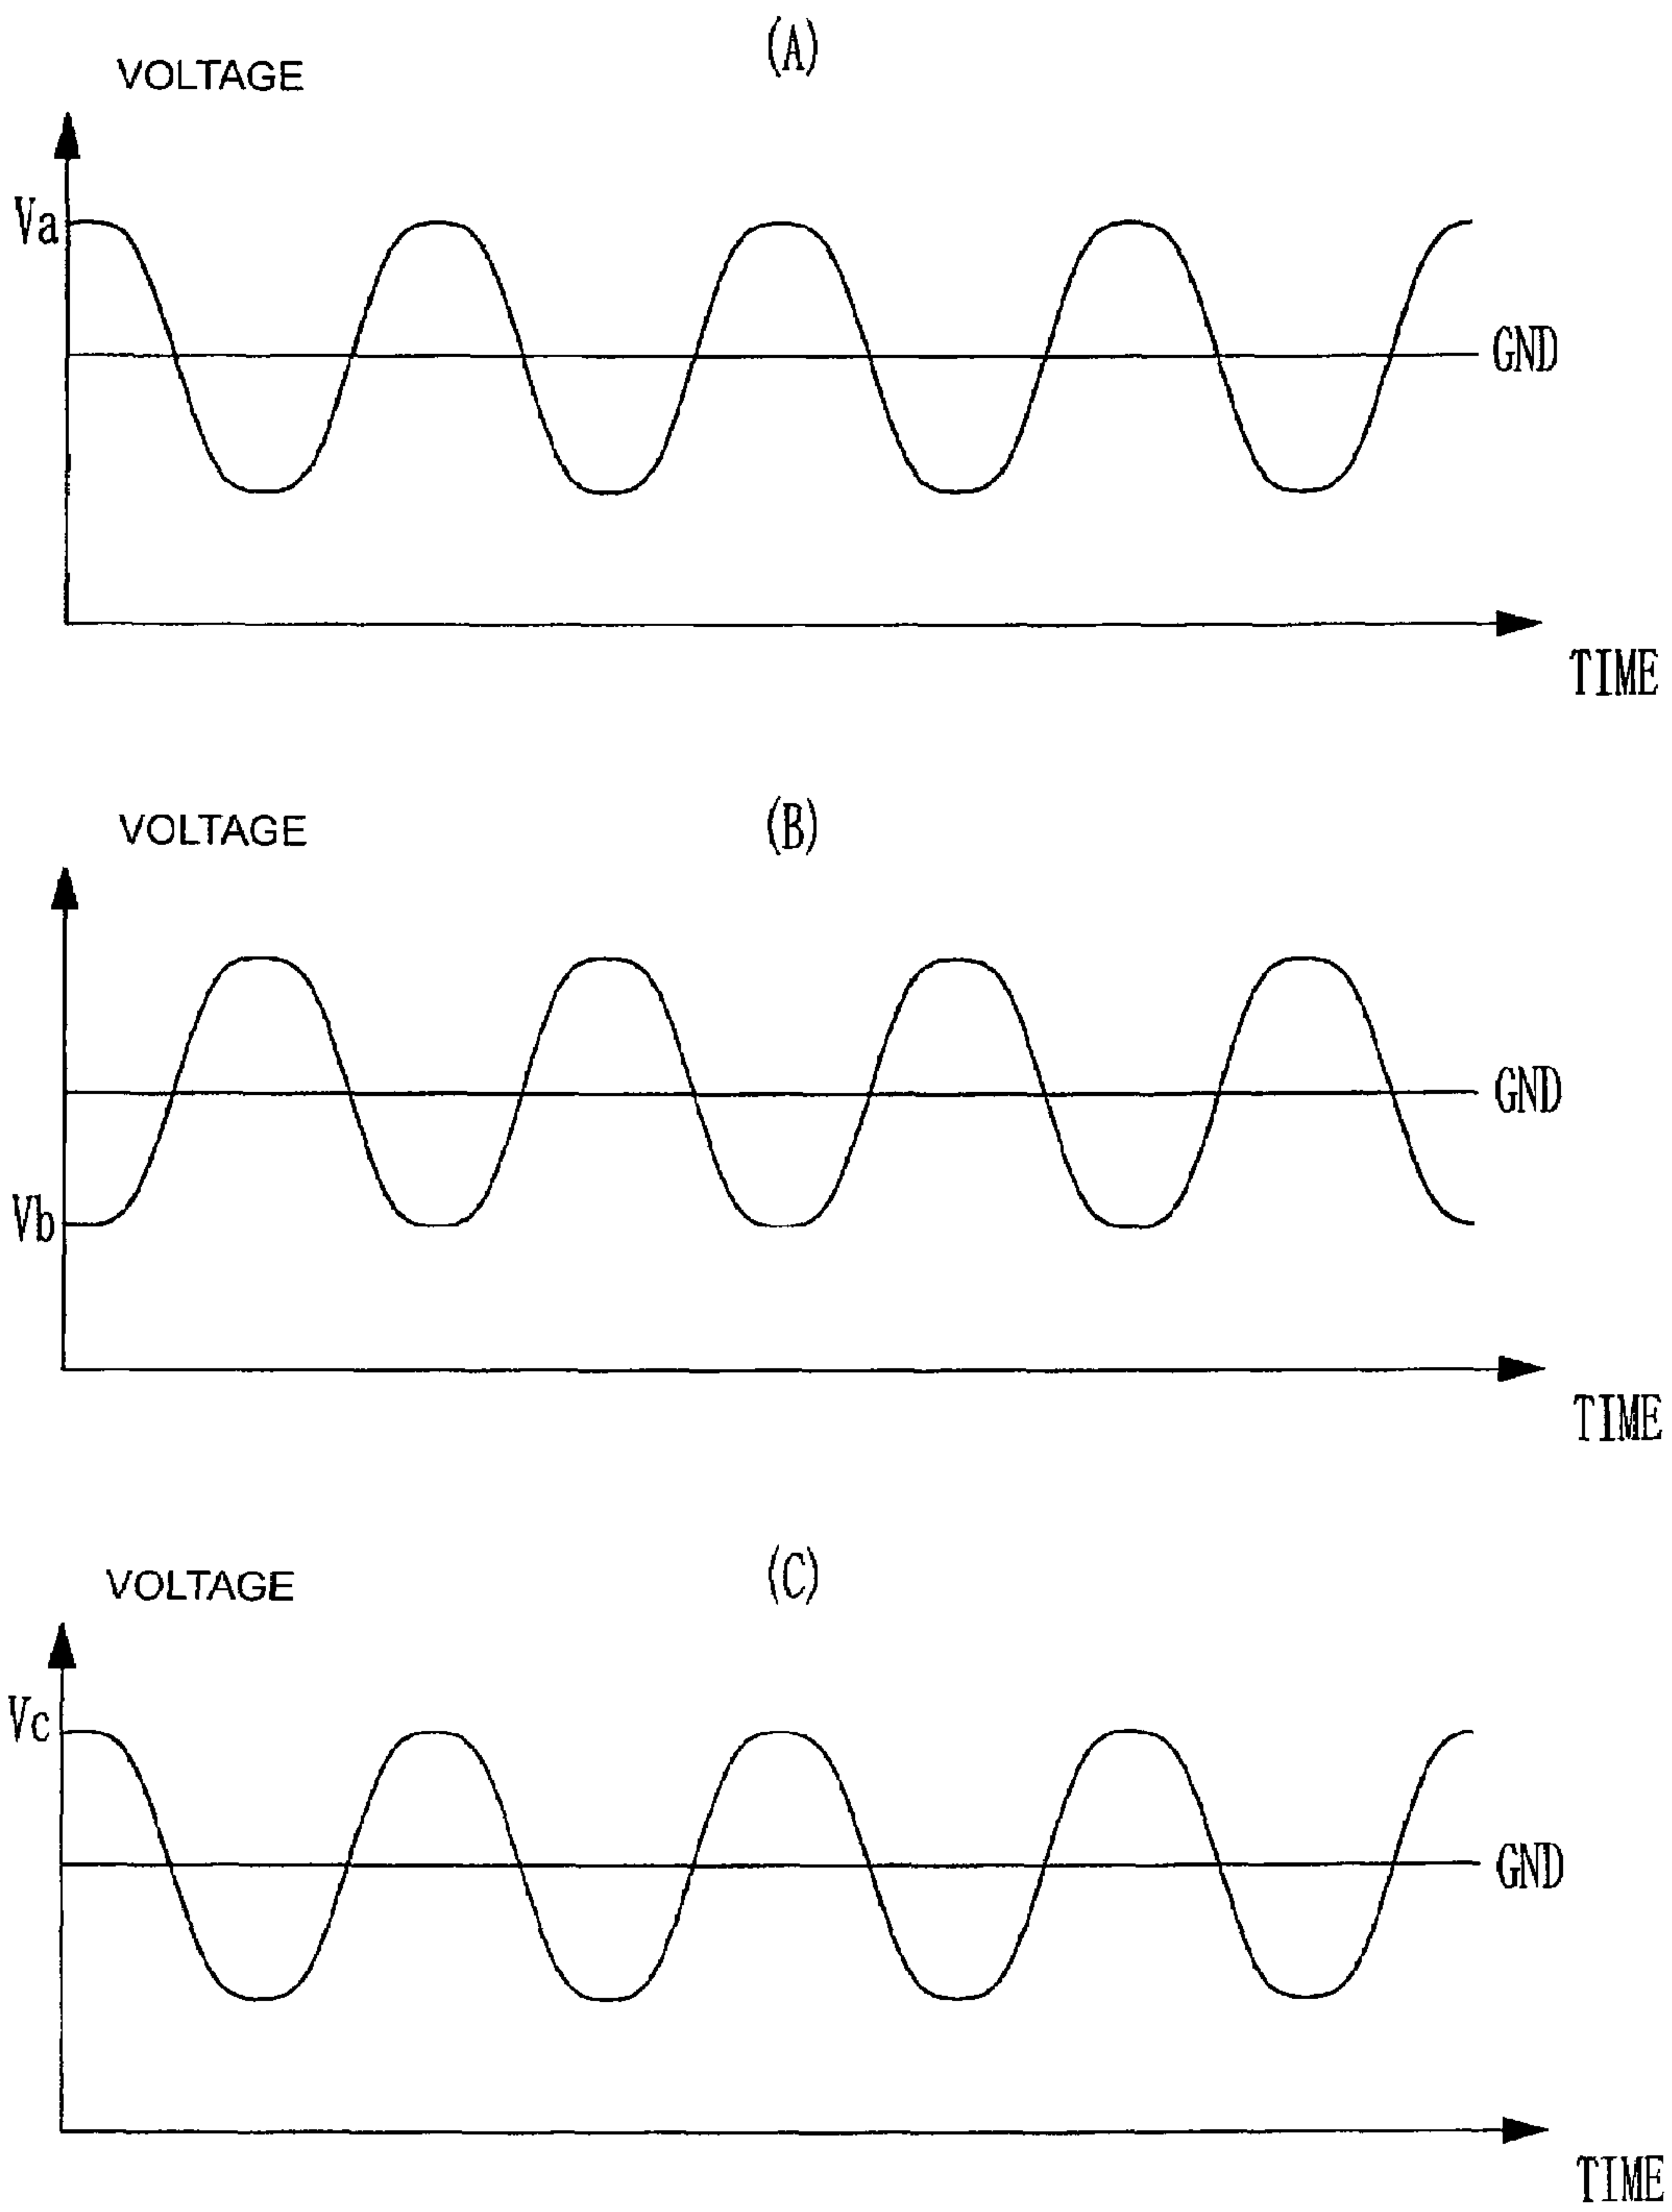 (A)
VOLTAGE
Va
GND
TIME
(B)
VOLTAGE
GND
Vb
TIME
(C)
VOLTAGE
Vc
GND
TIME